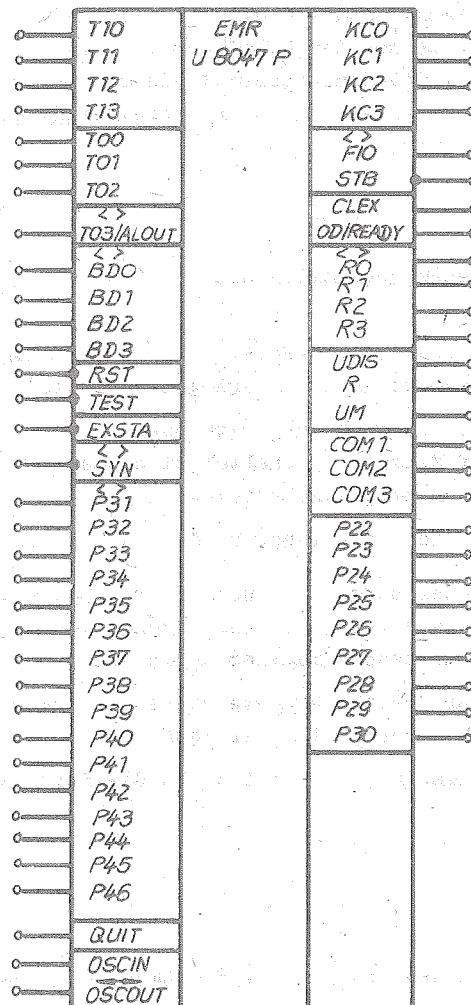 T10
T11
T12
T13
T00
T01
T02
< >
T03/ALOUT
< >
BD0
BD1
BD2
BD3
RST
TEST
EXSTA
< >
SYN
< >
P31
P32
P33
P34
P35
P36
P37
P38
P39
P40
P41
P42
P43
P44
P45
P46
QUIT
OSCIN
OSCOUT
EMR
U 8047 P
KC0
KC1
KC2
KC3
< >
FIO
STB
CLEX
OD/READY
< >
R0
R1
R2
R3
UDIS
R
UM
COM1
COM2
COM3
P22
P23
P24
P25
P26
P27
P28
P29
P30